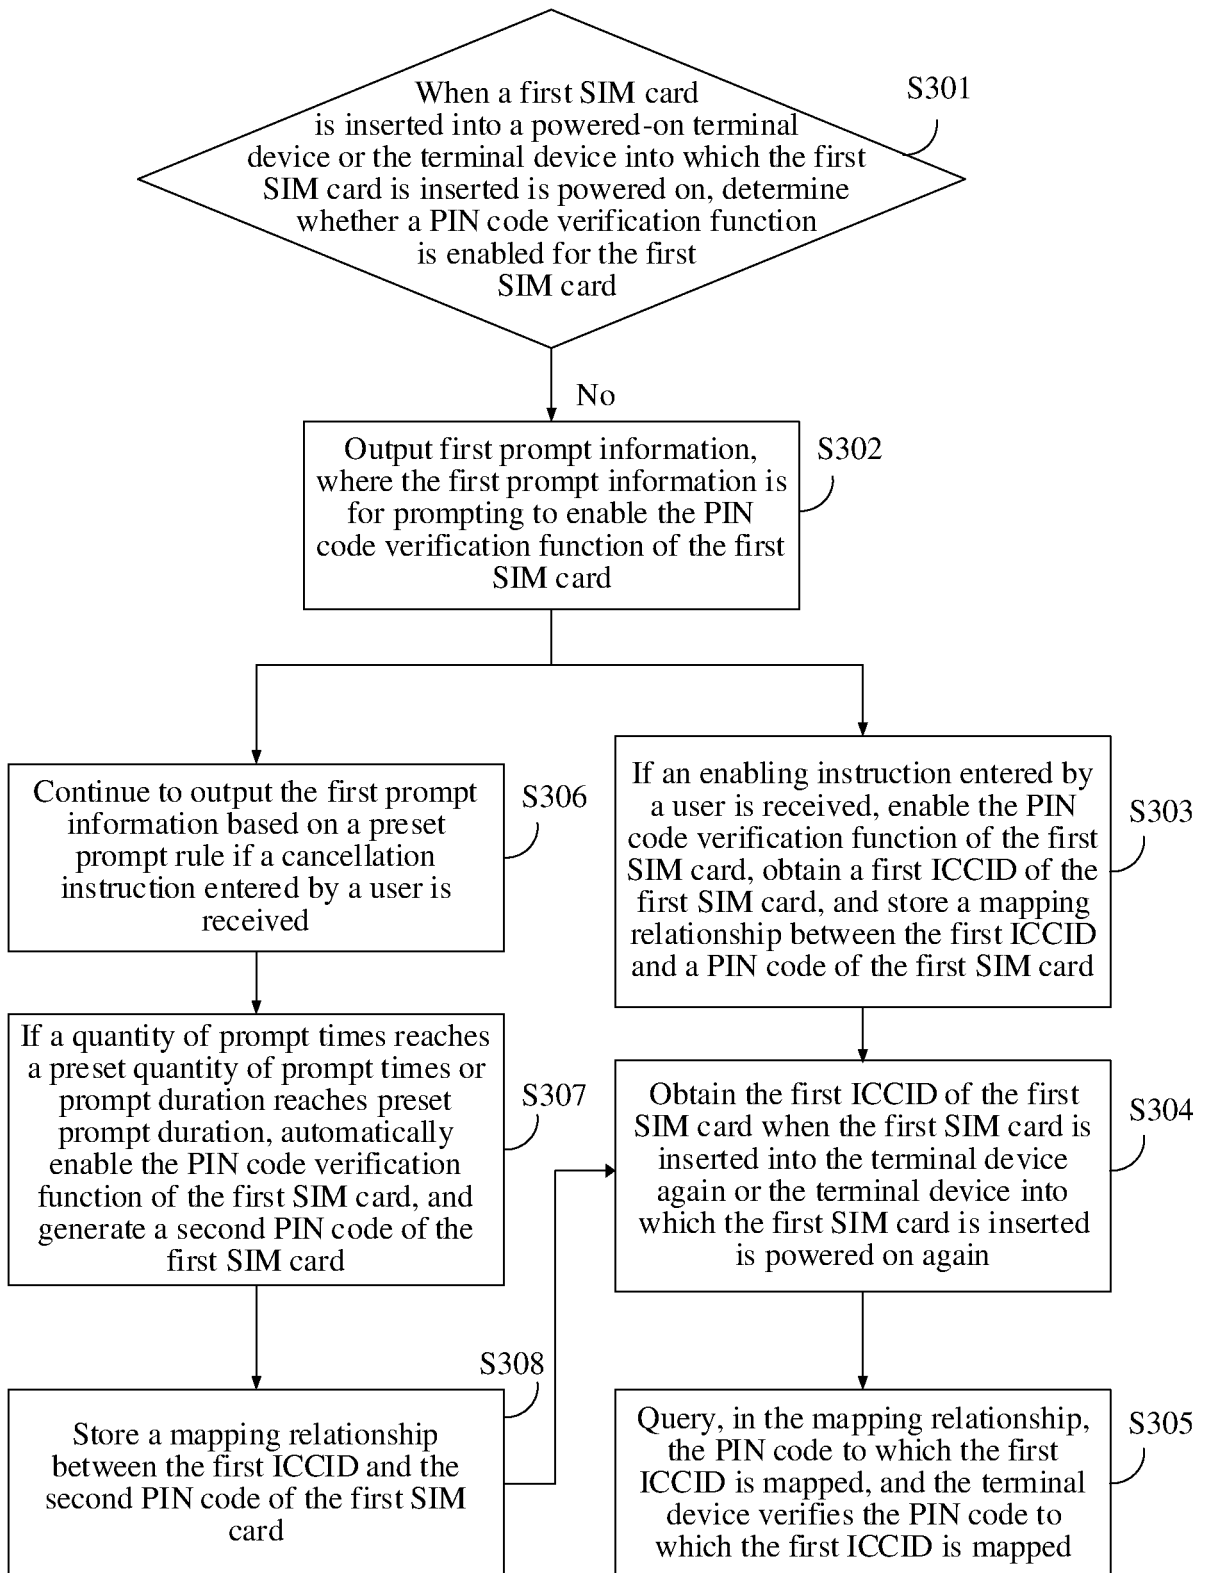 When a first SIM card
is inserted into a powered-on terminal
device or the terminal device into which the first
SIM card is inserted is powered on, determine
whether a PIN code verification function
is enabled for the first
SIM card
S301
No
Output first prompt information,
where the first prompt information is
for prompting to enable the PIN
code verification function of the first
SIM card
S302
Continue to output the first prompt
information based on a preset
prompt rule if a cancellation
instruction entered by a user is
received
S306
If an enabling instruction entered by
a user is received, enable the PIN
code verification function of the first
SIM card, obtain a first ICCID of the
first SIM card, and store a mapping
relationship between the first ICCID
and a PIN code of the first SIM card
S303
If a quantity of prompt times reaches
a preset quantity of prompt times or
prompt duration reaches preset
prompt duration, automatically
enable the PIN code verification
function of the first SIM card, and
generate a second PIN code of the
first SIM card
S307
Obtain the first ICCID of the first
SIM card when the first SIM card is
inserted into the terminal device
again or the terminal device into
which the first SIM card is inserted
is powered on again
S304
Store a mapping relationship
between the first ICCID and the
second PIN code of the first SIM
card
S308
Query, in the mapping relationship,
the PIN code to which the first
ICCID is mapped, and the terminal
device verifies the PIN code to
which the first ICCID is mapped
S305